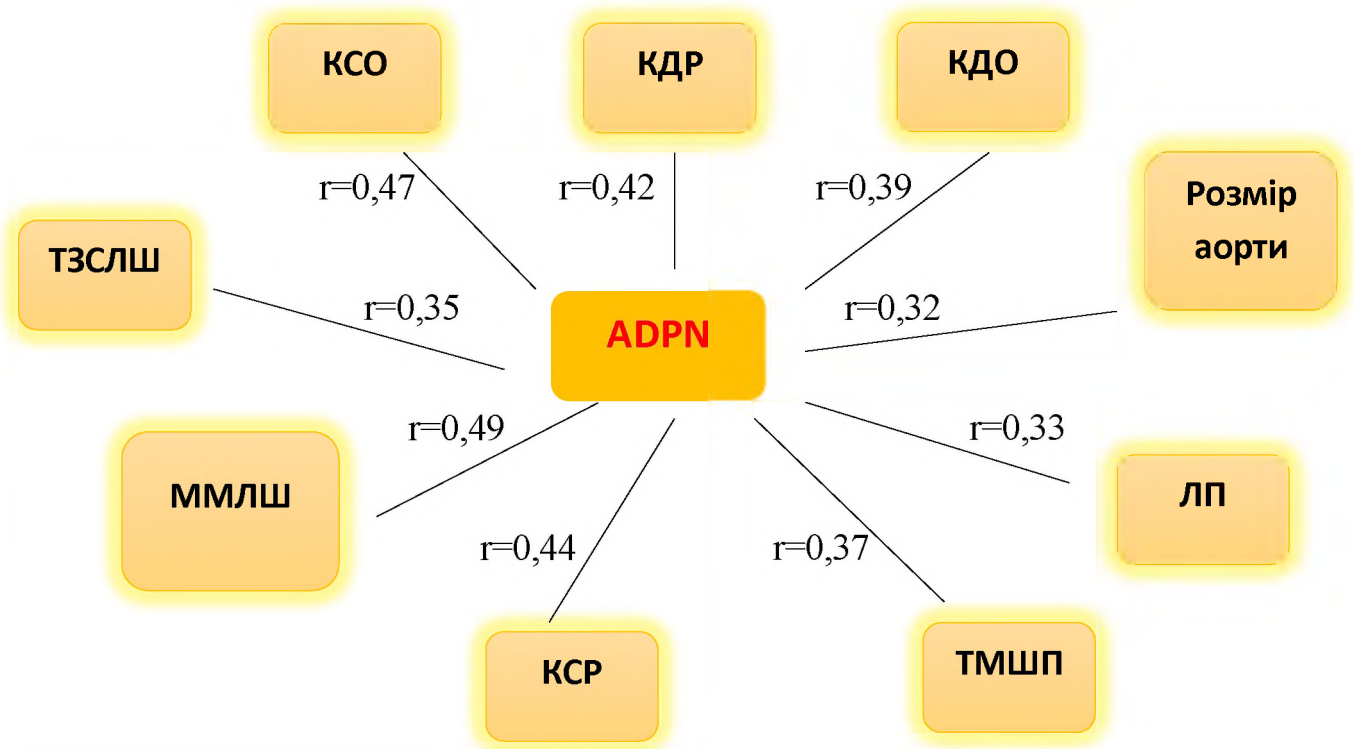 КСО
КДР
КДО
r=0,47
r=0,42
r=0,39
Розмір
аорти
ТЗСЛШ
r=0,35
r=0,32
ADPN
r=0,49
r=0,33
ММЛШ
ЛП
r=0,44
r=0,37
КСР
ТМШП